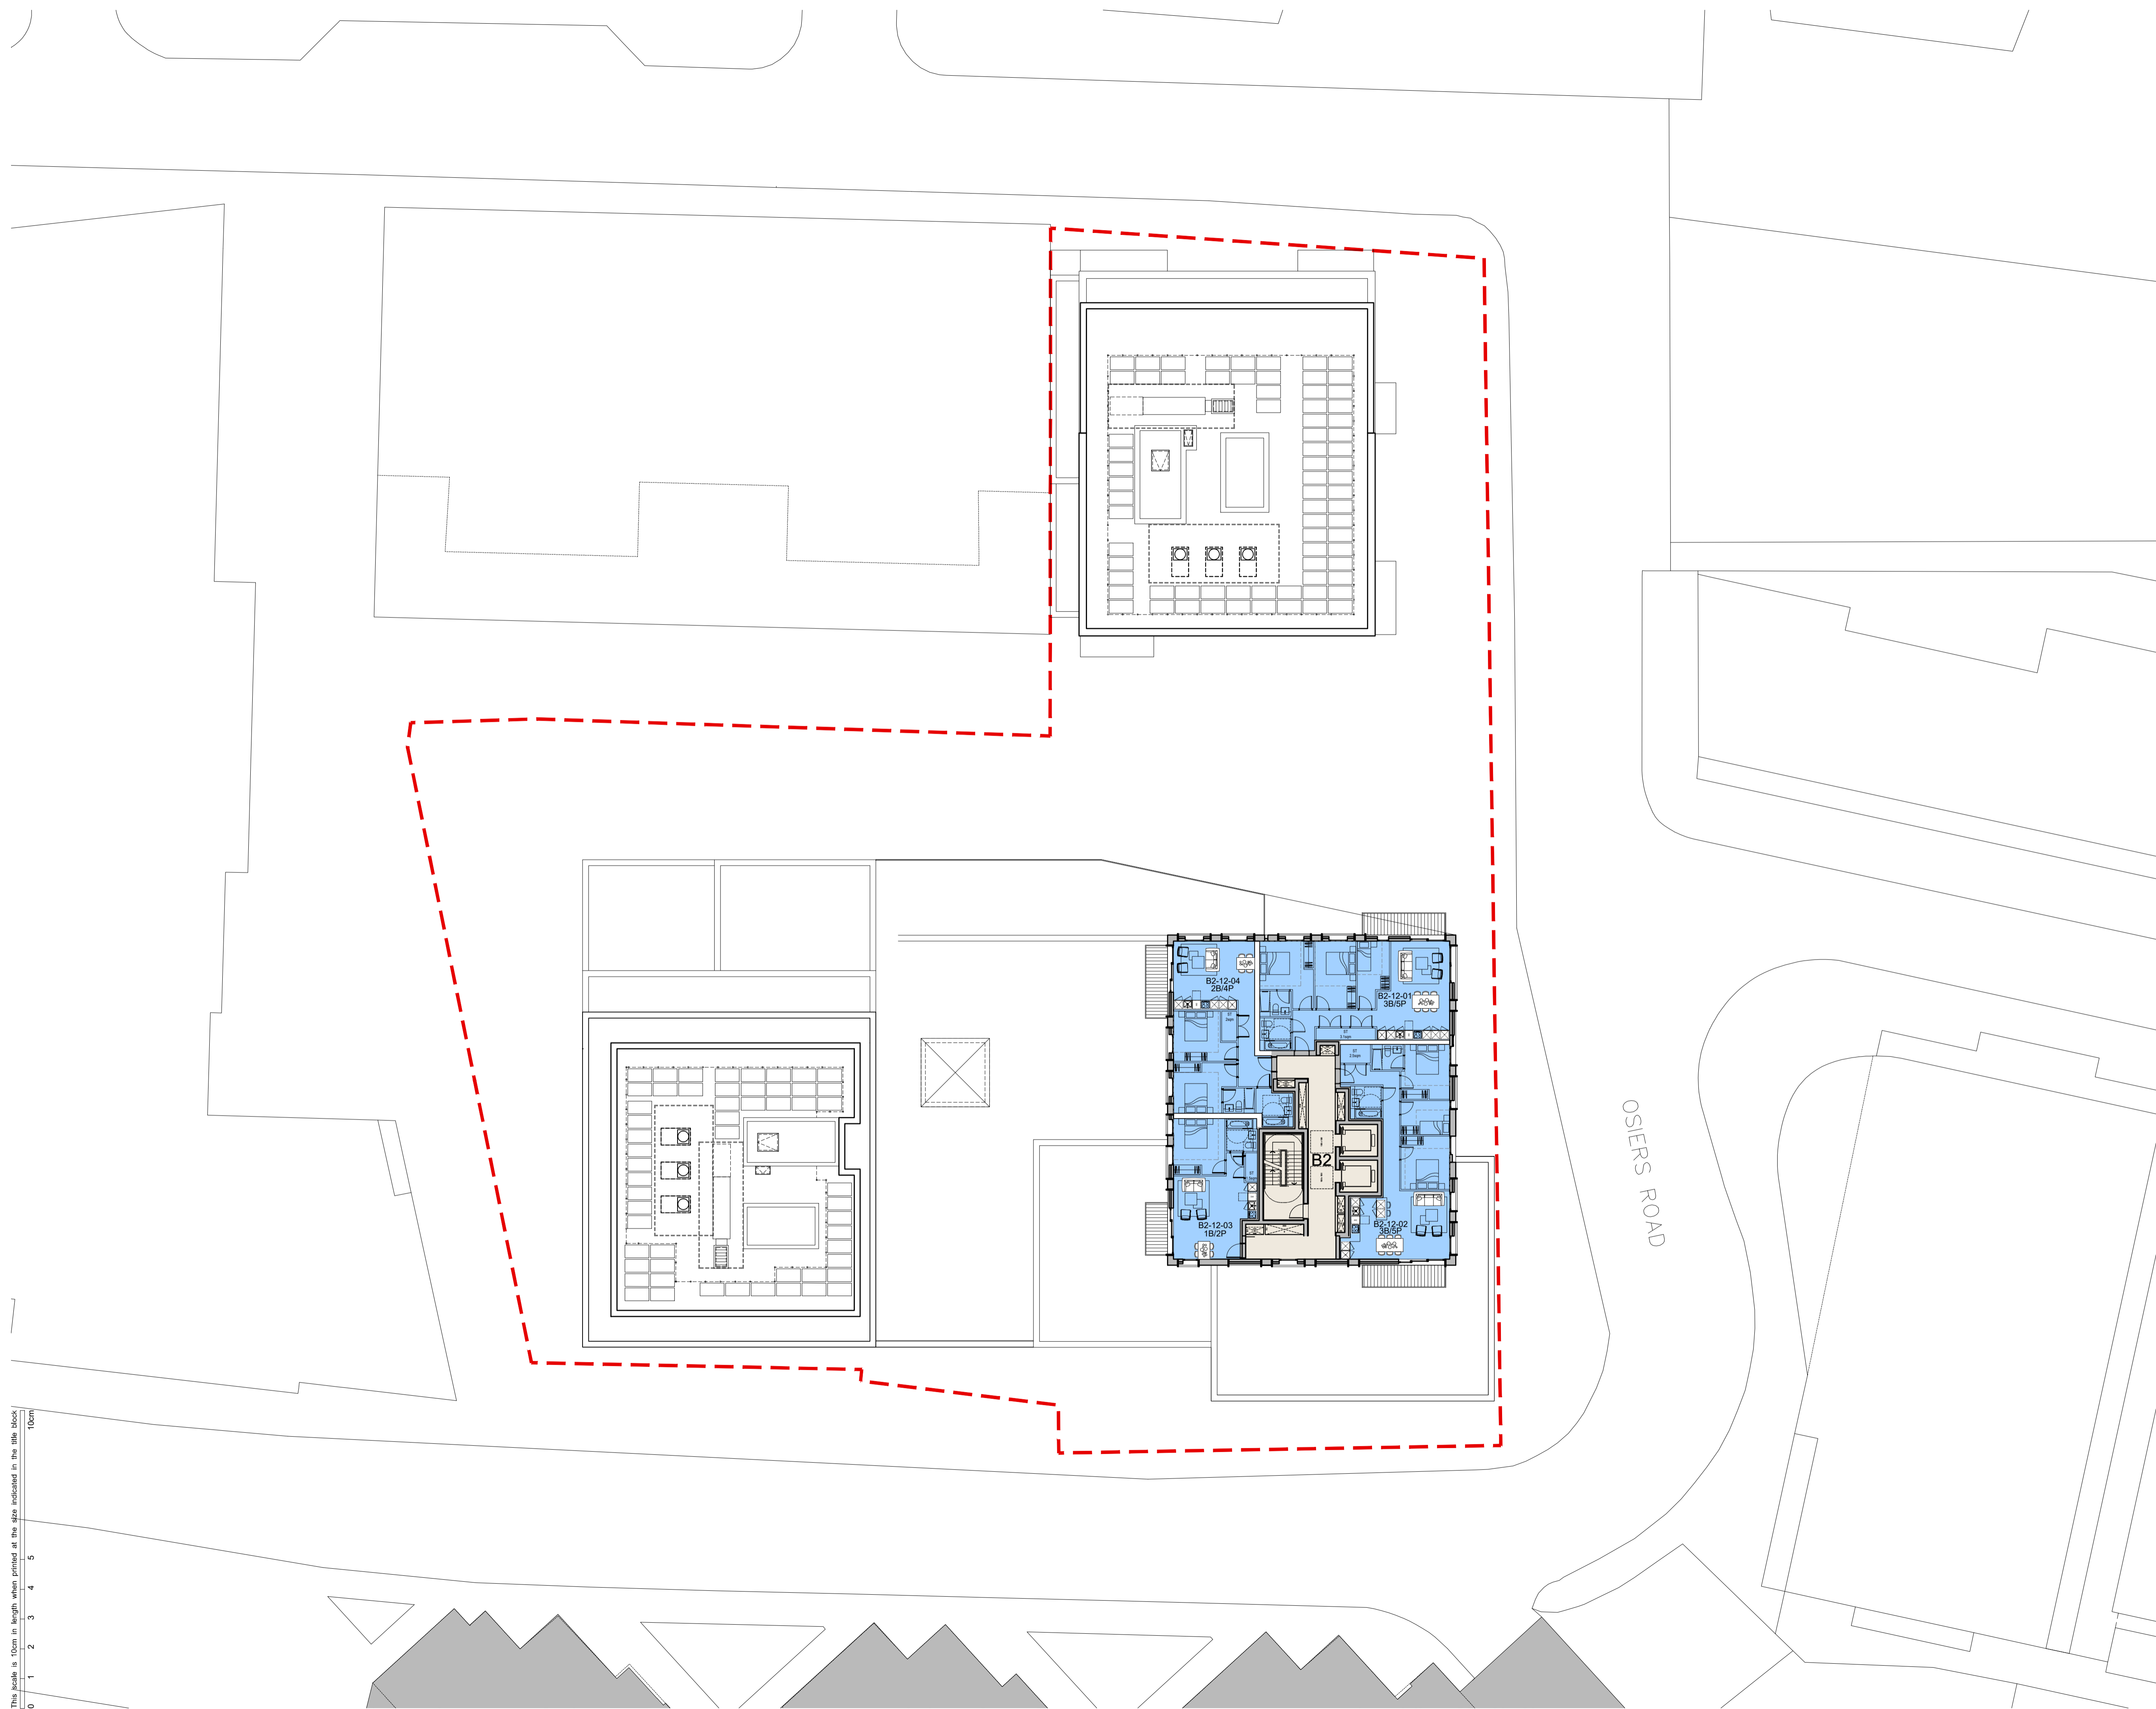 B2-12-04
2B/4P
B2-12-01
3B/5P
B2
B2-12-03
1B/2P
B2-12-02
3B/5P
OSIERS ROAD
This scale is 10cm in length when printed at the size indicated in the title block
0 1 2 3 4 5 10cm